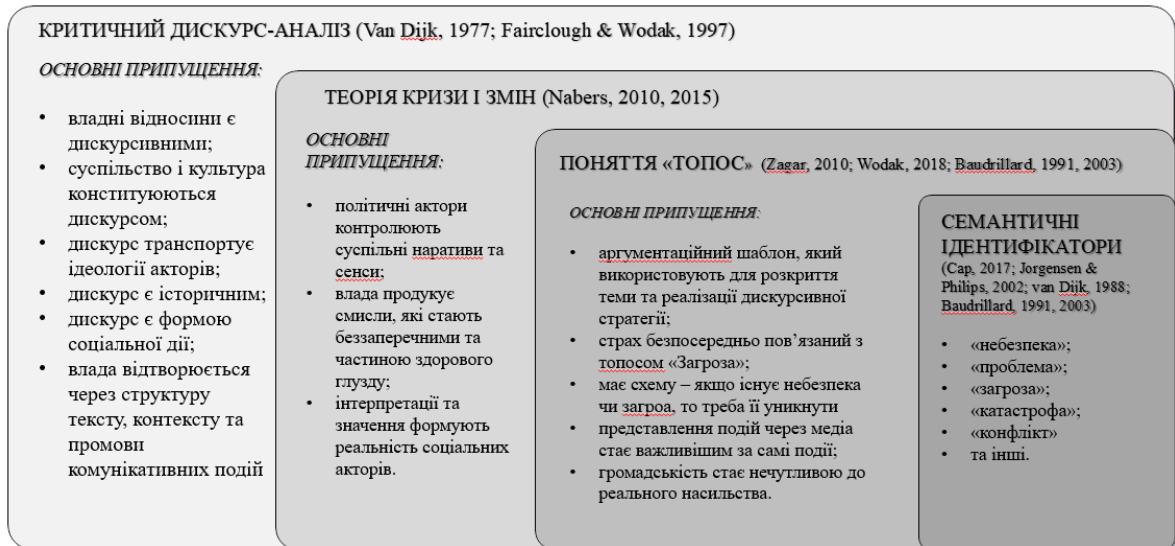 КРИТИЧНИЙ ДИСКУРС-АНАЛІЗ (Van Dijk, 1977; Fairclough & Wodak, 1997)
ОСНОВНІ ПРИПУЩЕННЯ:
• владні відносини є
дискурсивними;
• суспільство і культура
конституюються
дискурсом;
• дискурс транспортує
ідеології акторів;
• дискурс є історичним;
• дискурс є формою
соціальної дії;
• влада відтворюється
через структуру
тексту, контексту та
промови
комунікативних подій
ТЕОРІЯ КРИЗИ І ЗМІН (Nabers, 2010, 2015)
ОСНОВНІ
ПРИПУЩЕННЯ:
• політичні актори
контролюють
суспільні наративи та
сенси;
• влада продукує
смисли, які стають
беззаперечними та
частиною здорового
глузду;
• інтерпретації та
значення формують
реальність соціальних
акторів.
ПОНЯТТЯ «ТОПОС» (Zagar, 2010; Wodak, 2018; Baudrillard, 1991, 2003)
ОСНОВНІ ПРИПУЩЕННЯ:
• аргументаційний шаблон, який
використовують для розкриття
теми та реалізації дискурсивної
стратегії;
• страх безпосередньо пов’язаний з
топосом «Загроза»;
• має схему – якщо існує небезпека
чи загроа, то треба її уникнути
• представлення подій через медіа
стає важливішим за самі події;
• громадськість стає нечутливою до
реального насильства.
СЕМАНТИЧНІ
ІДЕНТИФІКАТОРИ
(Cap, 2017; Jorgensen &
Philips, 2002; van Dijk, 1988;
Baudrillard, 1991, 2003)
• «небезпека»;
• «проблема»;
• «загроза»;
• «катастрофа»;
• «конфлікт»
• та інші.